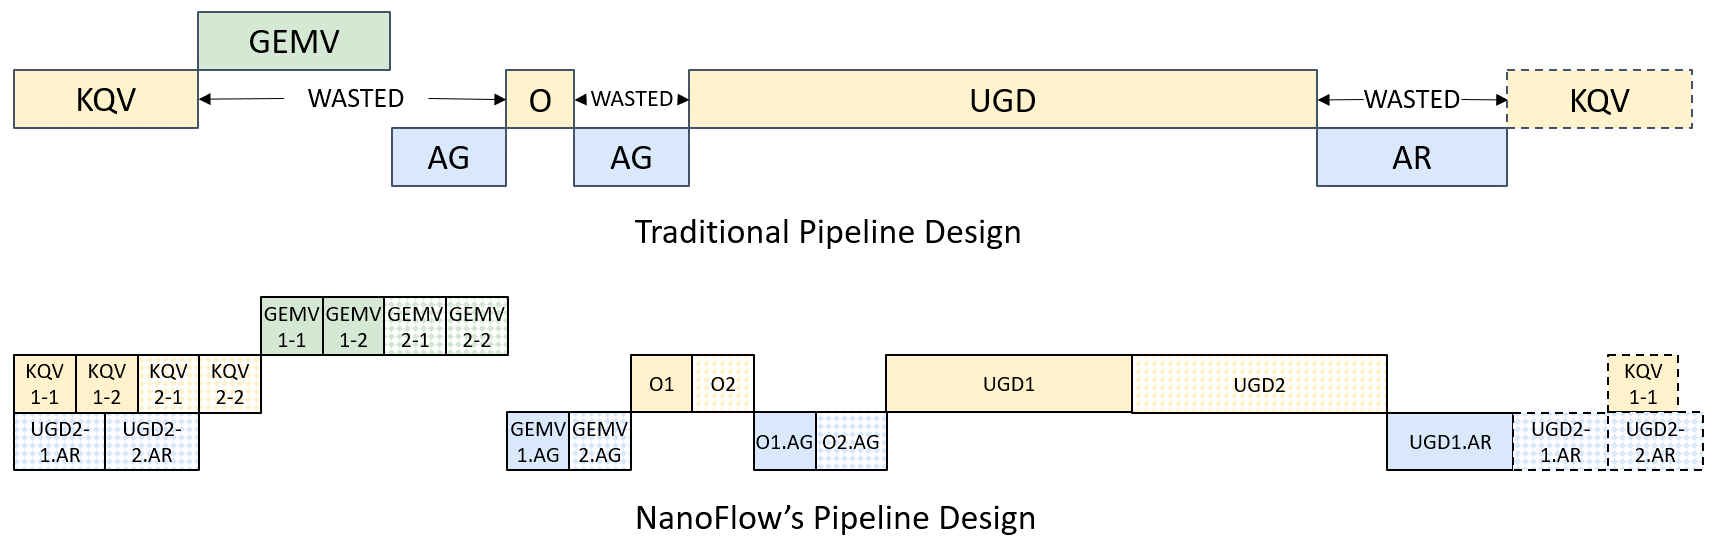 GEMV
KQV
WASTED
O
WASTED
UGD
WASTED
KQV
AG
AG
AR
Traditional Pipeline Design
GEMV
1-1
GEMV
1-2
GEMV
2-1
GEMV
2-2
KQV
1-1
KQV
1-2
KQV
2-1
KQV
2-2
O1
O2
UGD1
UGD2
KQV
1-1
UGD2-
1.AR
UGD2-
2.AR
GEMV
1.AG
GEMV
2.AG
O1.AG
O2.AG
UGD1.AR
UGD2-
1.AR
UGD2-
2.AR
NanoFlow’s Pipeline Design